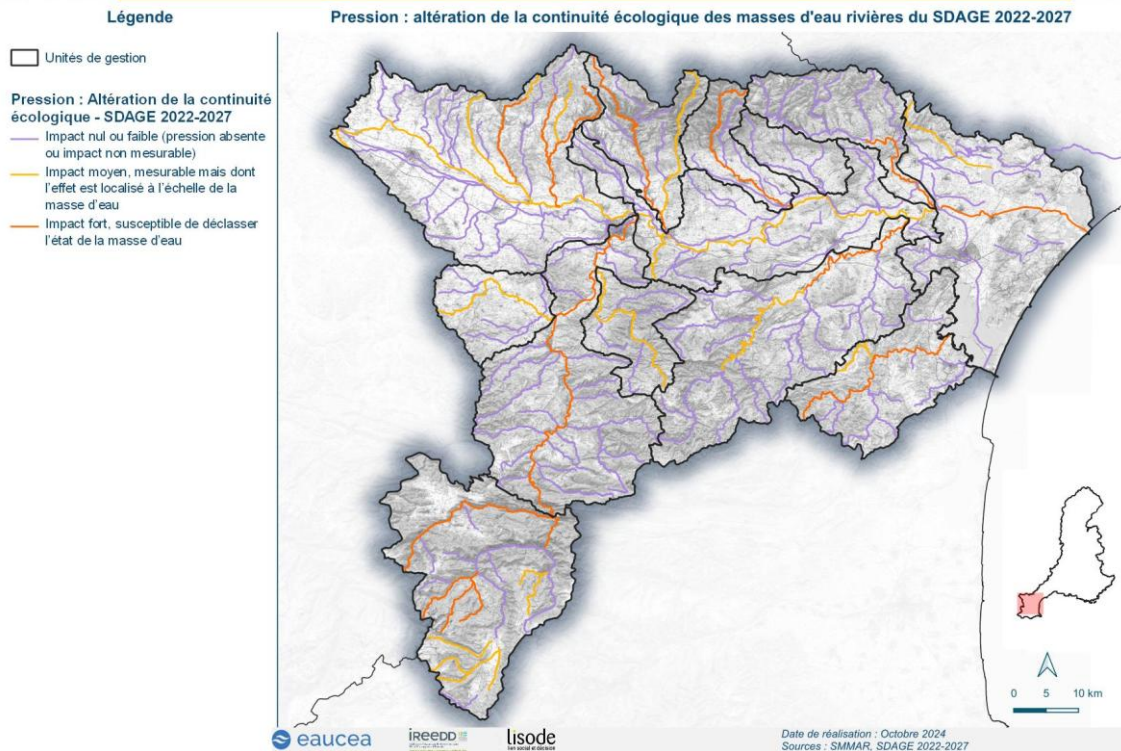 Légende
Pression : altération de la continuité écologique des masses d'eau rivières du SDAGE 2022-2027
Unités de gestion
Pression : Altération de la continuité
écologique - SDAGE 2022-2027
Impact nul ou faible (pression absente
ou impact non mesurable)
Impact moyen, mesurable mais dont
l'effet est localisé à l'échelle de la
masse d'eau
Impact fort, susceptible de déclasser
l'état de la masse d'eau
0 5 10 km
eaucea
iReeDD
lisode
lien social et décision
Date de réalisation : Octobre 2024
Sources : SMMAR, SDAGE 2022-2027